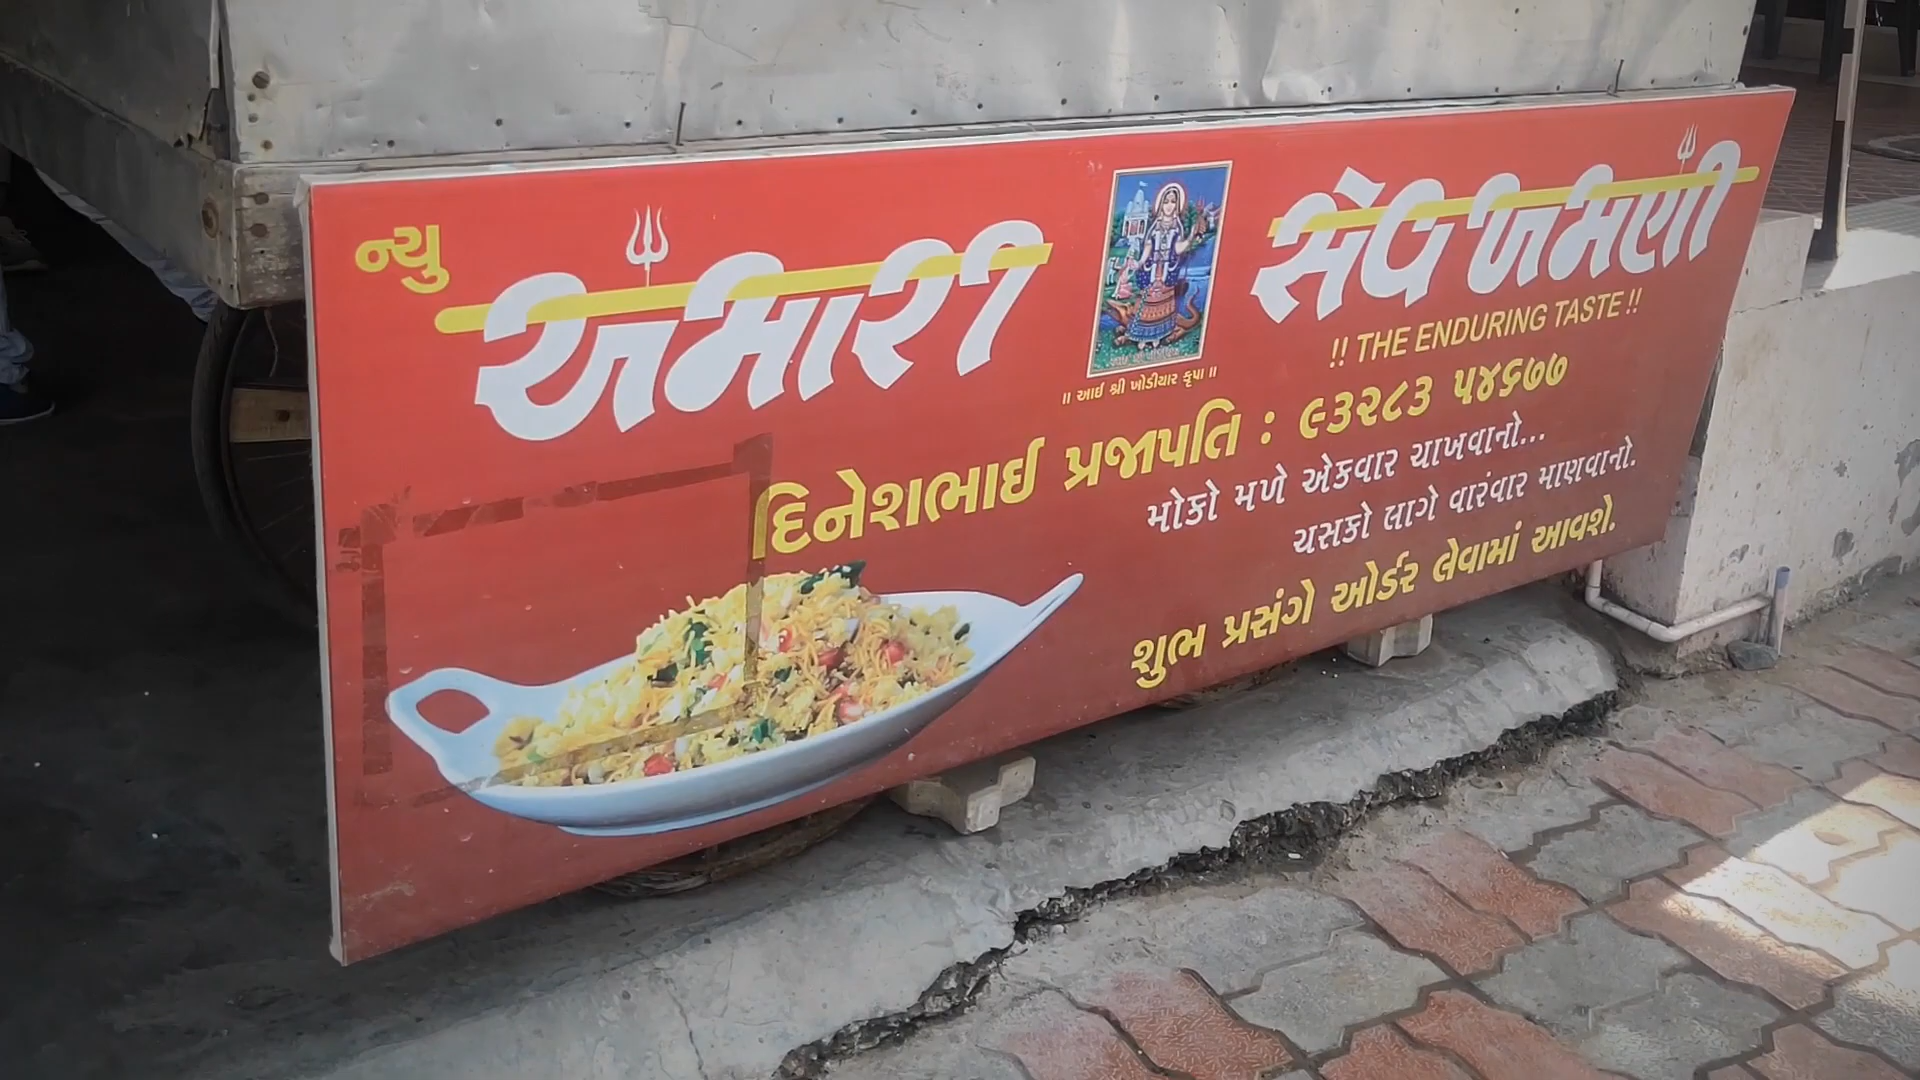 ન્યુ
અમારી સેવ ખમણી
!! THE ENDURING TASTE !!
॥ આઈ શ્રી ખોડીયાર કૃપા ॥
દિનેશભાઈ પ્રજાપતિ : ૯૩૨૮૩ ૫૪૬૭૭
મોકો મળે એકવાર ચાખવાનો...
ચસકો લાગે વારંવાર માણવાનો.
શુભ પ્રસંગે ઓર્ડર લેવામાં આવશે.